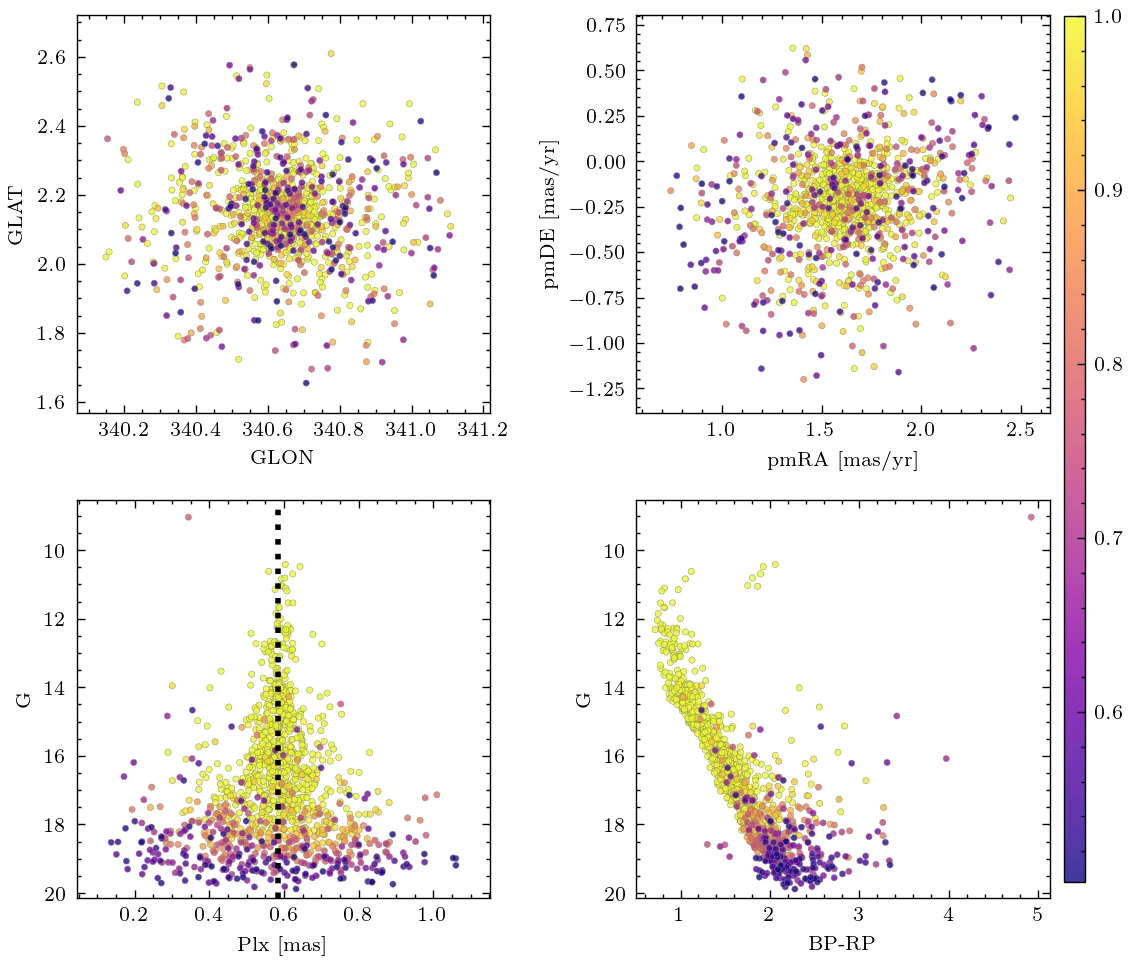 2.6
2.4
2.2
2.0
1.8
1.6
GLAT
340.2 340.4 340.6 340.8 341.0 341.2
GLON
0.75
0.50
0.25
0.00
−0.25
−0.50
−0.75
−1.00
−1.25
pmDE [mas/yr]
1.0 1.5 2.0 2.5
pmRA [mas/yr]
1.0
0.9
0.8
0.7
0.6
10
12
14
16
18
20
G
0.2 0.4 0.6 0.8 1.0
Plx [mas]
10
12
14
16
18
20
G
1 2 3 4 5
BP-RP